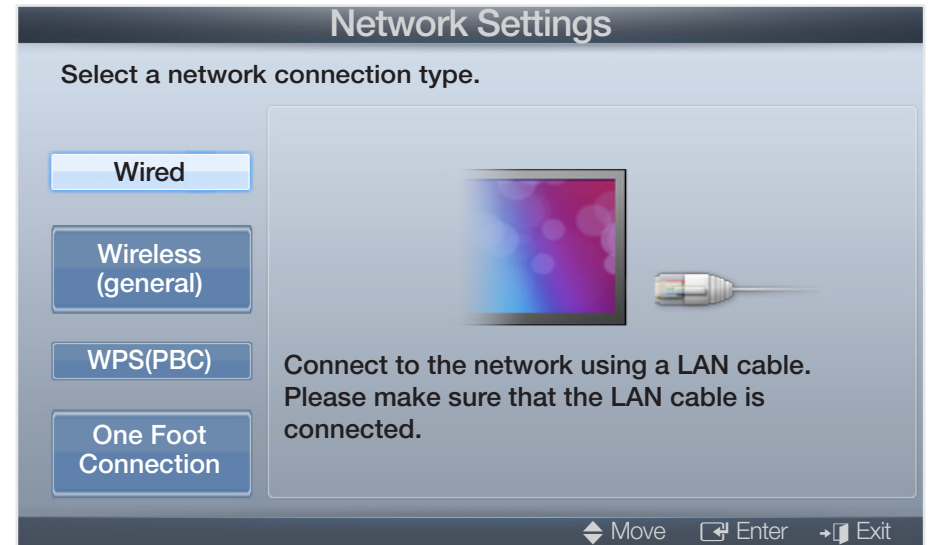 Network Settings
Select a network connection type.
Wired
Wireless
(general)
WPS(PBC)
One Foot
Connection
Connect to the network using a LAN cable.
Please make sure that the LAN cable is
connected.
Move Enter Exit